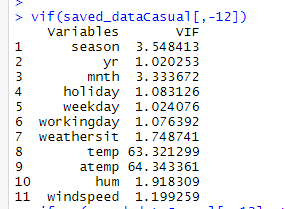 > vif(saved_dataCasual[,-12])
Variables VIF
1 season 3.548413
2 yr 1.020253
3 mnth 3.333672
4 holiday 1.083126
5 weekday 1.024076
6 workingday 1.076392
7 weathersit 1.748741
8 temp 63.321299
9 atemp 64.343361
10 hum 1.918309
11 windspeed 1.199259